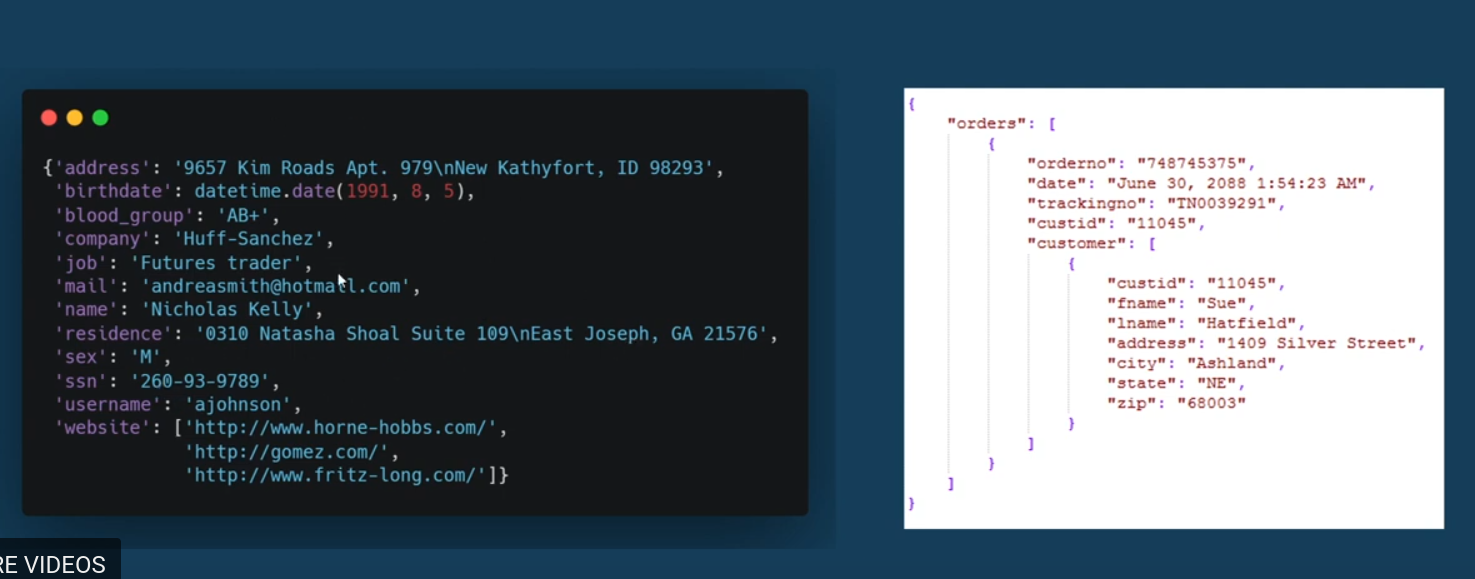 {'address': '9657 Kim Roads Apt. 979\nNew Kathyfort, ID 98293',
'birthdate': datetime.date(1991, 8, 5),
'blood_group': 'AB+',
'company': 'Huff-Sanchez',
'job': 'Futures trader',
'mail': 'andreasmith@hotmail.com',
'name': 'Nicholas Kelly',
'residence': '0310 Natasha Shoal Suite 109\nEast Joseph, GA 21576',
'sex': 'M',
'ssn': '260-93-9789',
'username': 'ajohnson',
'website': ['http://www.horne-hobbs.com/',
'http://gomez.com/',
'http://www.fritz-long.com/']}
{
"orders": [
{
"orderno": "748745375",
"date": "June 30, 2088 1:54:23 AM",
"trackingno": "TN0039291",
"custid": "11045",
"customer": [
{
"custid": "11045",
"fname": "Sue",
"lname": "Hatfield",
"address": "1409 Silver Street",
"city": "Ashland",
"state": "NE",
"zip": "68003"
}
]
}
]
}
RE VIDEOS